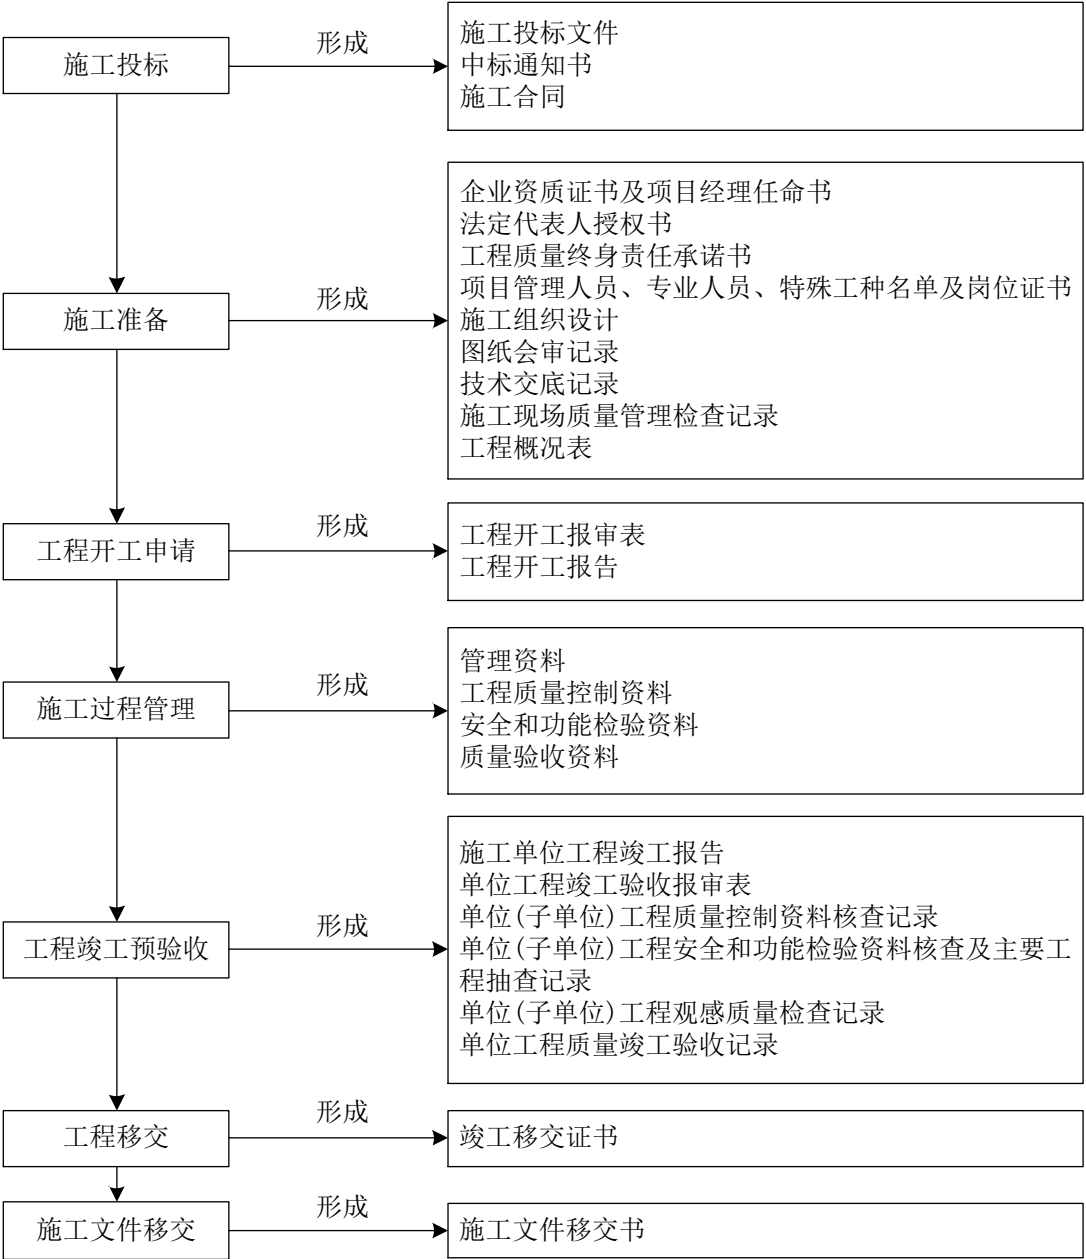 施工投标
形成
施工投标文件
中标通知书
施工合同
施工准备
形成
企业资质证书及项目经理任命书
法定代表人授权书
工程质量终身责任承诺书
项目管理人员、专业人员、特殊工种名单及岗位证书
施工组织设计
图纸会审记录
技术交底记录
施工现场质量管理检查记录
工程概况表
工程开工申请
形成
工程开工报审表
工程开工报告
施工过程管理
形成
管理资料
工程质量控制资料
安全和功能检验资料
质量验收资料
工程竣工预验收
形成
施工单位工程竣工报告
单位工程竣工验收报审表
单位(子单位)工程质量控制资料核查记录
单位(子单位)工程安全和功能检验资料核查及主要工
程抽查记录
单位(子单位)工程观感质量检查记录
单位工程质量竣工验收记录
工程移交
形成
竣工移交证书
施工文件移交
形成
施工文件移交书